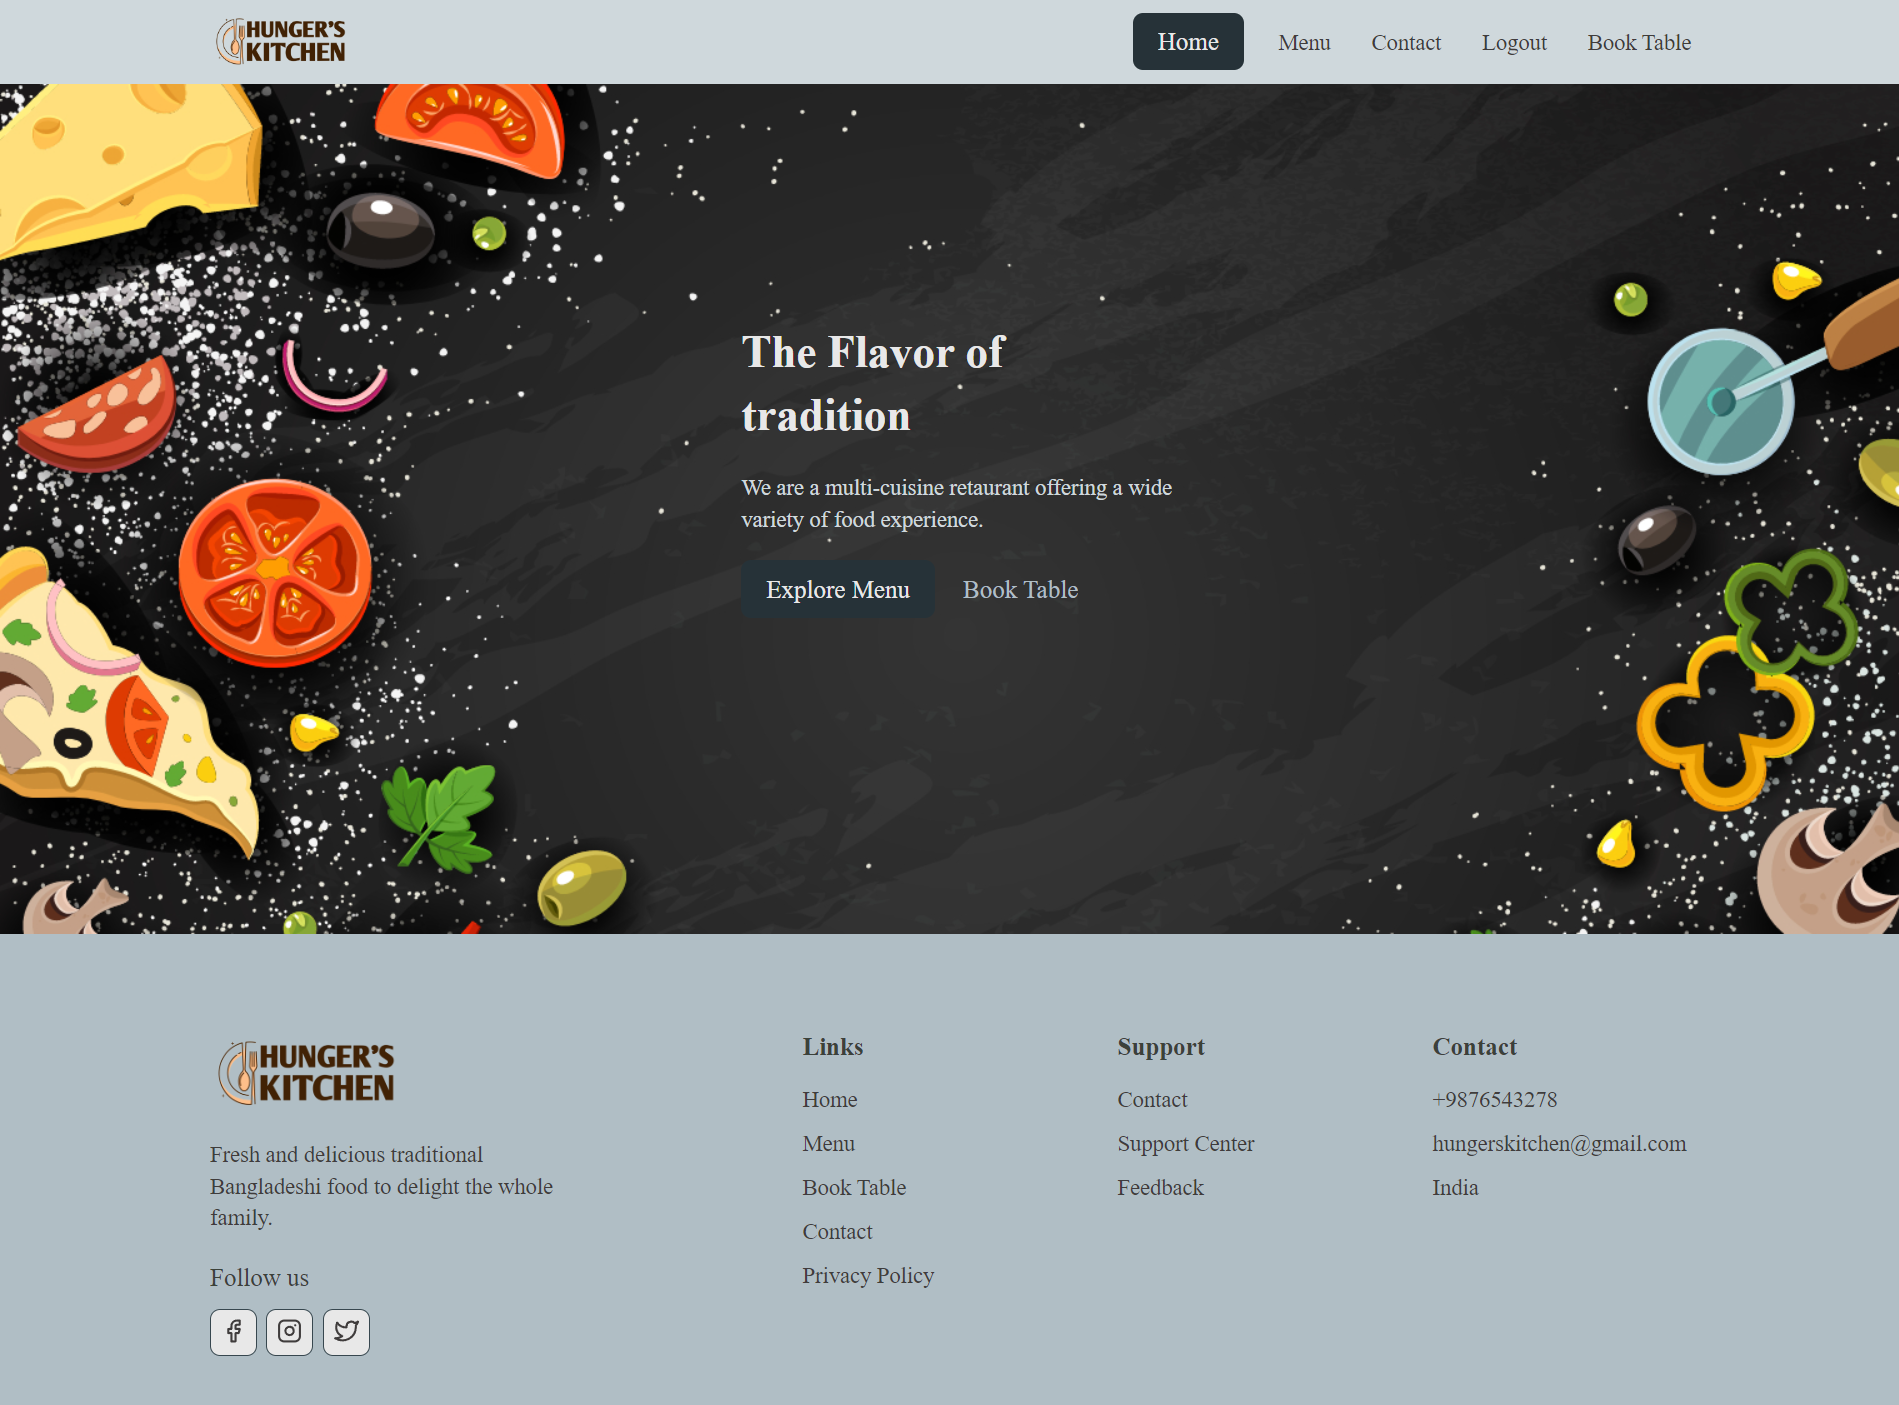 HUNGER'S
KITCHEN
Home Menu Contact Logout Book Table
The Flavor of
tradition
We are a multi-cuisine retaurant offering a wide
variety of food experience.
Explore Menu Book Table
HUNGER'S
KITCHEN
Fresh and delicious traditional
Bangladeshi food to delight the whole
family.
Follow us
Links
Home
Menu
Book Table
Contact
Privacy Policy
Support
Contact
Support Center
Feedback
Contact
+9876543278
hungerskitchen@gmail.com
India